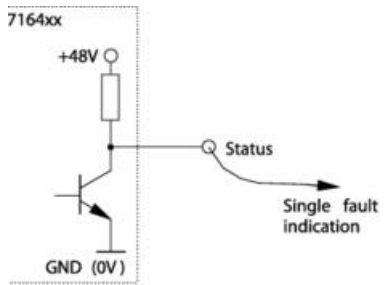 7164xx
+48V
Status
Single fault
indication
GND (0V)